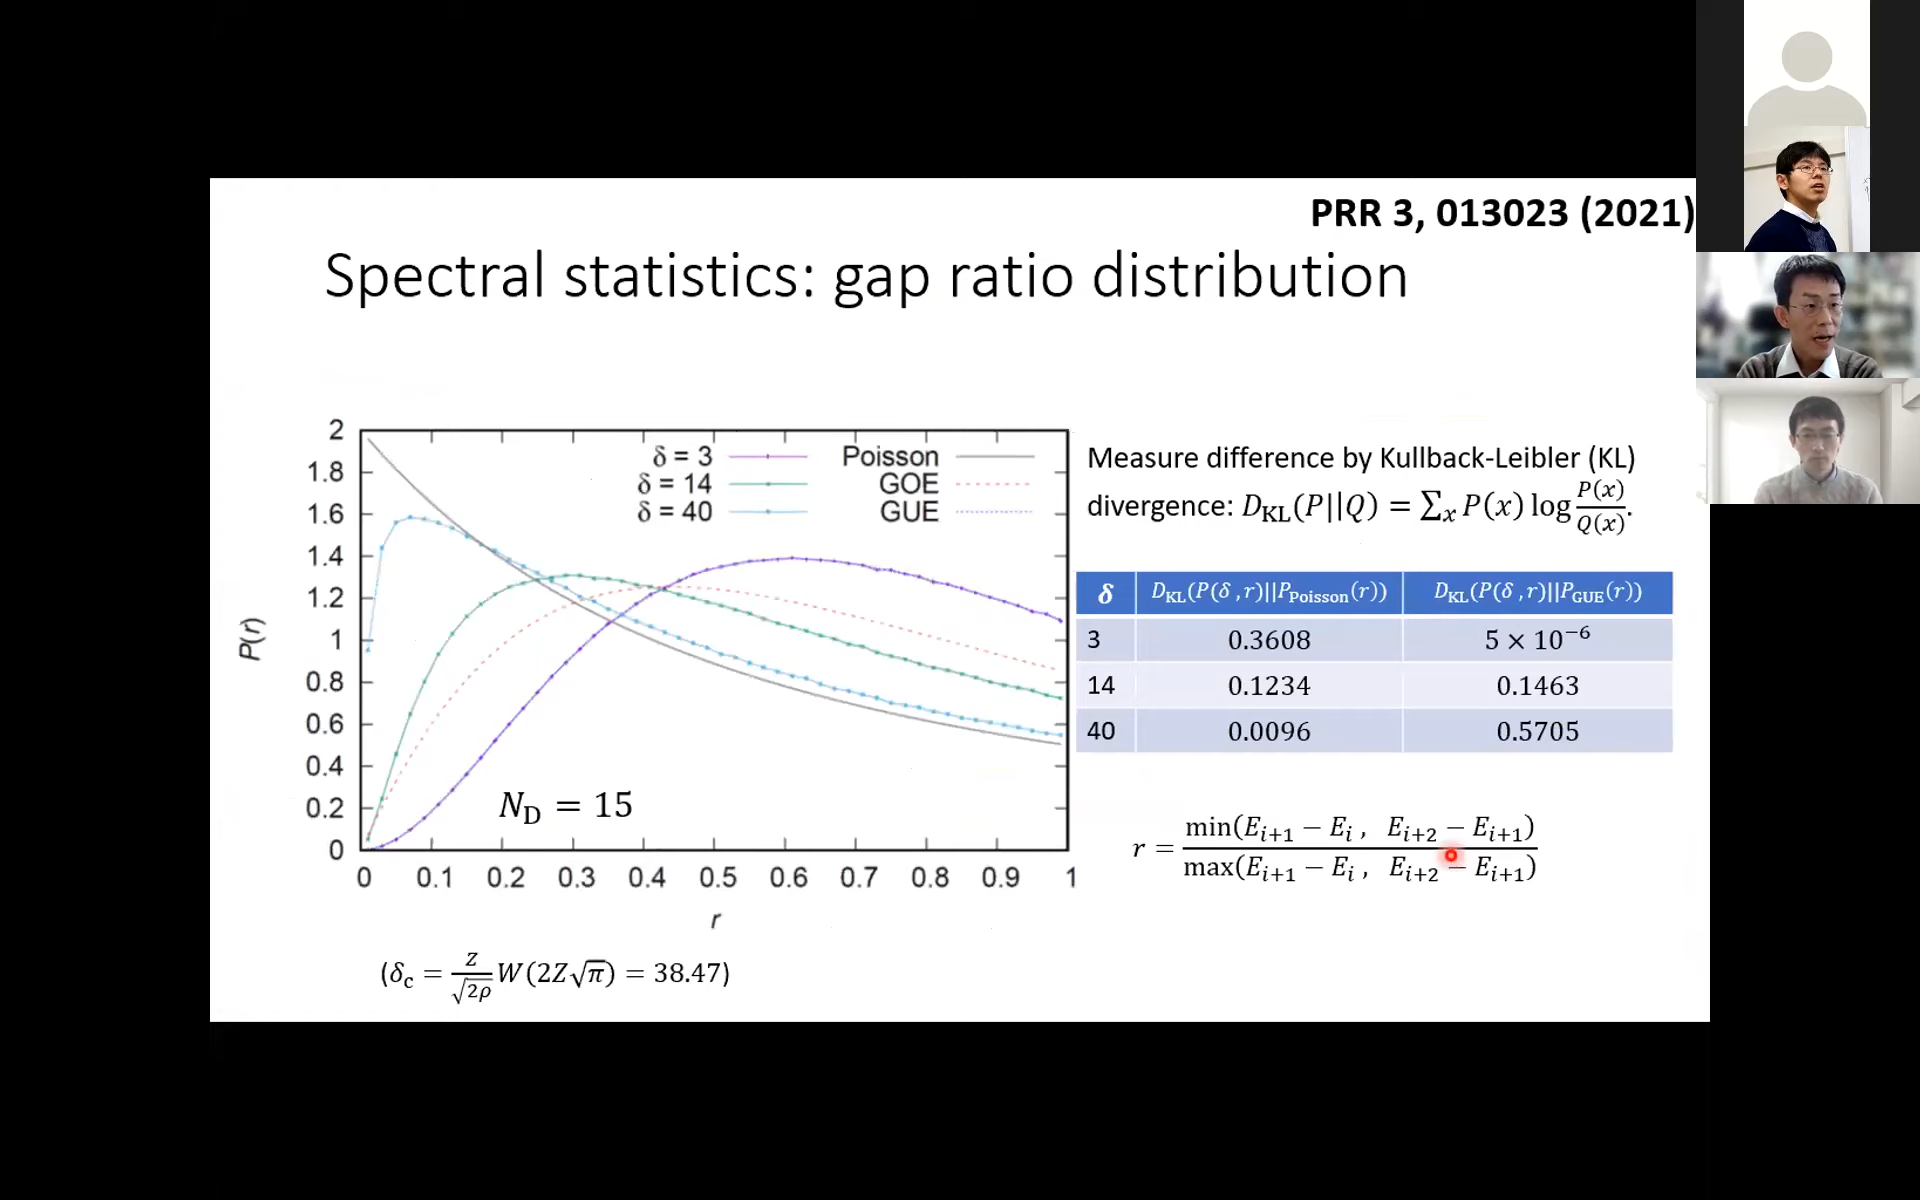 PRR 3, 013023 (2021)
Spectral statistics: gap ratio distribution
2
1.8
1.6
1.4
1.2
1
0.8
0.6
0.4
0.2
0
P(r)
δ = 3
δ = 14
δ = 40
Poisson
GOE
GUE
N_D = 15
0 0.1 0.2 0.3 0.4 0.5 0.6 0.7 0.8 0.9 1
r
(δ_c = Z/√2ρ W(2Z√π) = 38.47)
Measure difference by Kullback-Leibler (KL)
divergence: D_KL(P||Q) = ∑_x P(x) log P(x)/Q(x).
δ D_KL(P(δ, r)||P_Poisson(r)) D_KL(P(δ, r)||P_GUE(r))
3 0.3608 5 × 10⁻⁶
14 0.1234 0.1463
40 0.0096 0.5705
r = min(E_{i+1} − E_i, E_{i+2} − E_{i+1}) / max(E_{i+1} − E_i, E_{i+2} − E_{i+1})